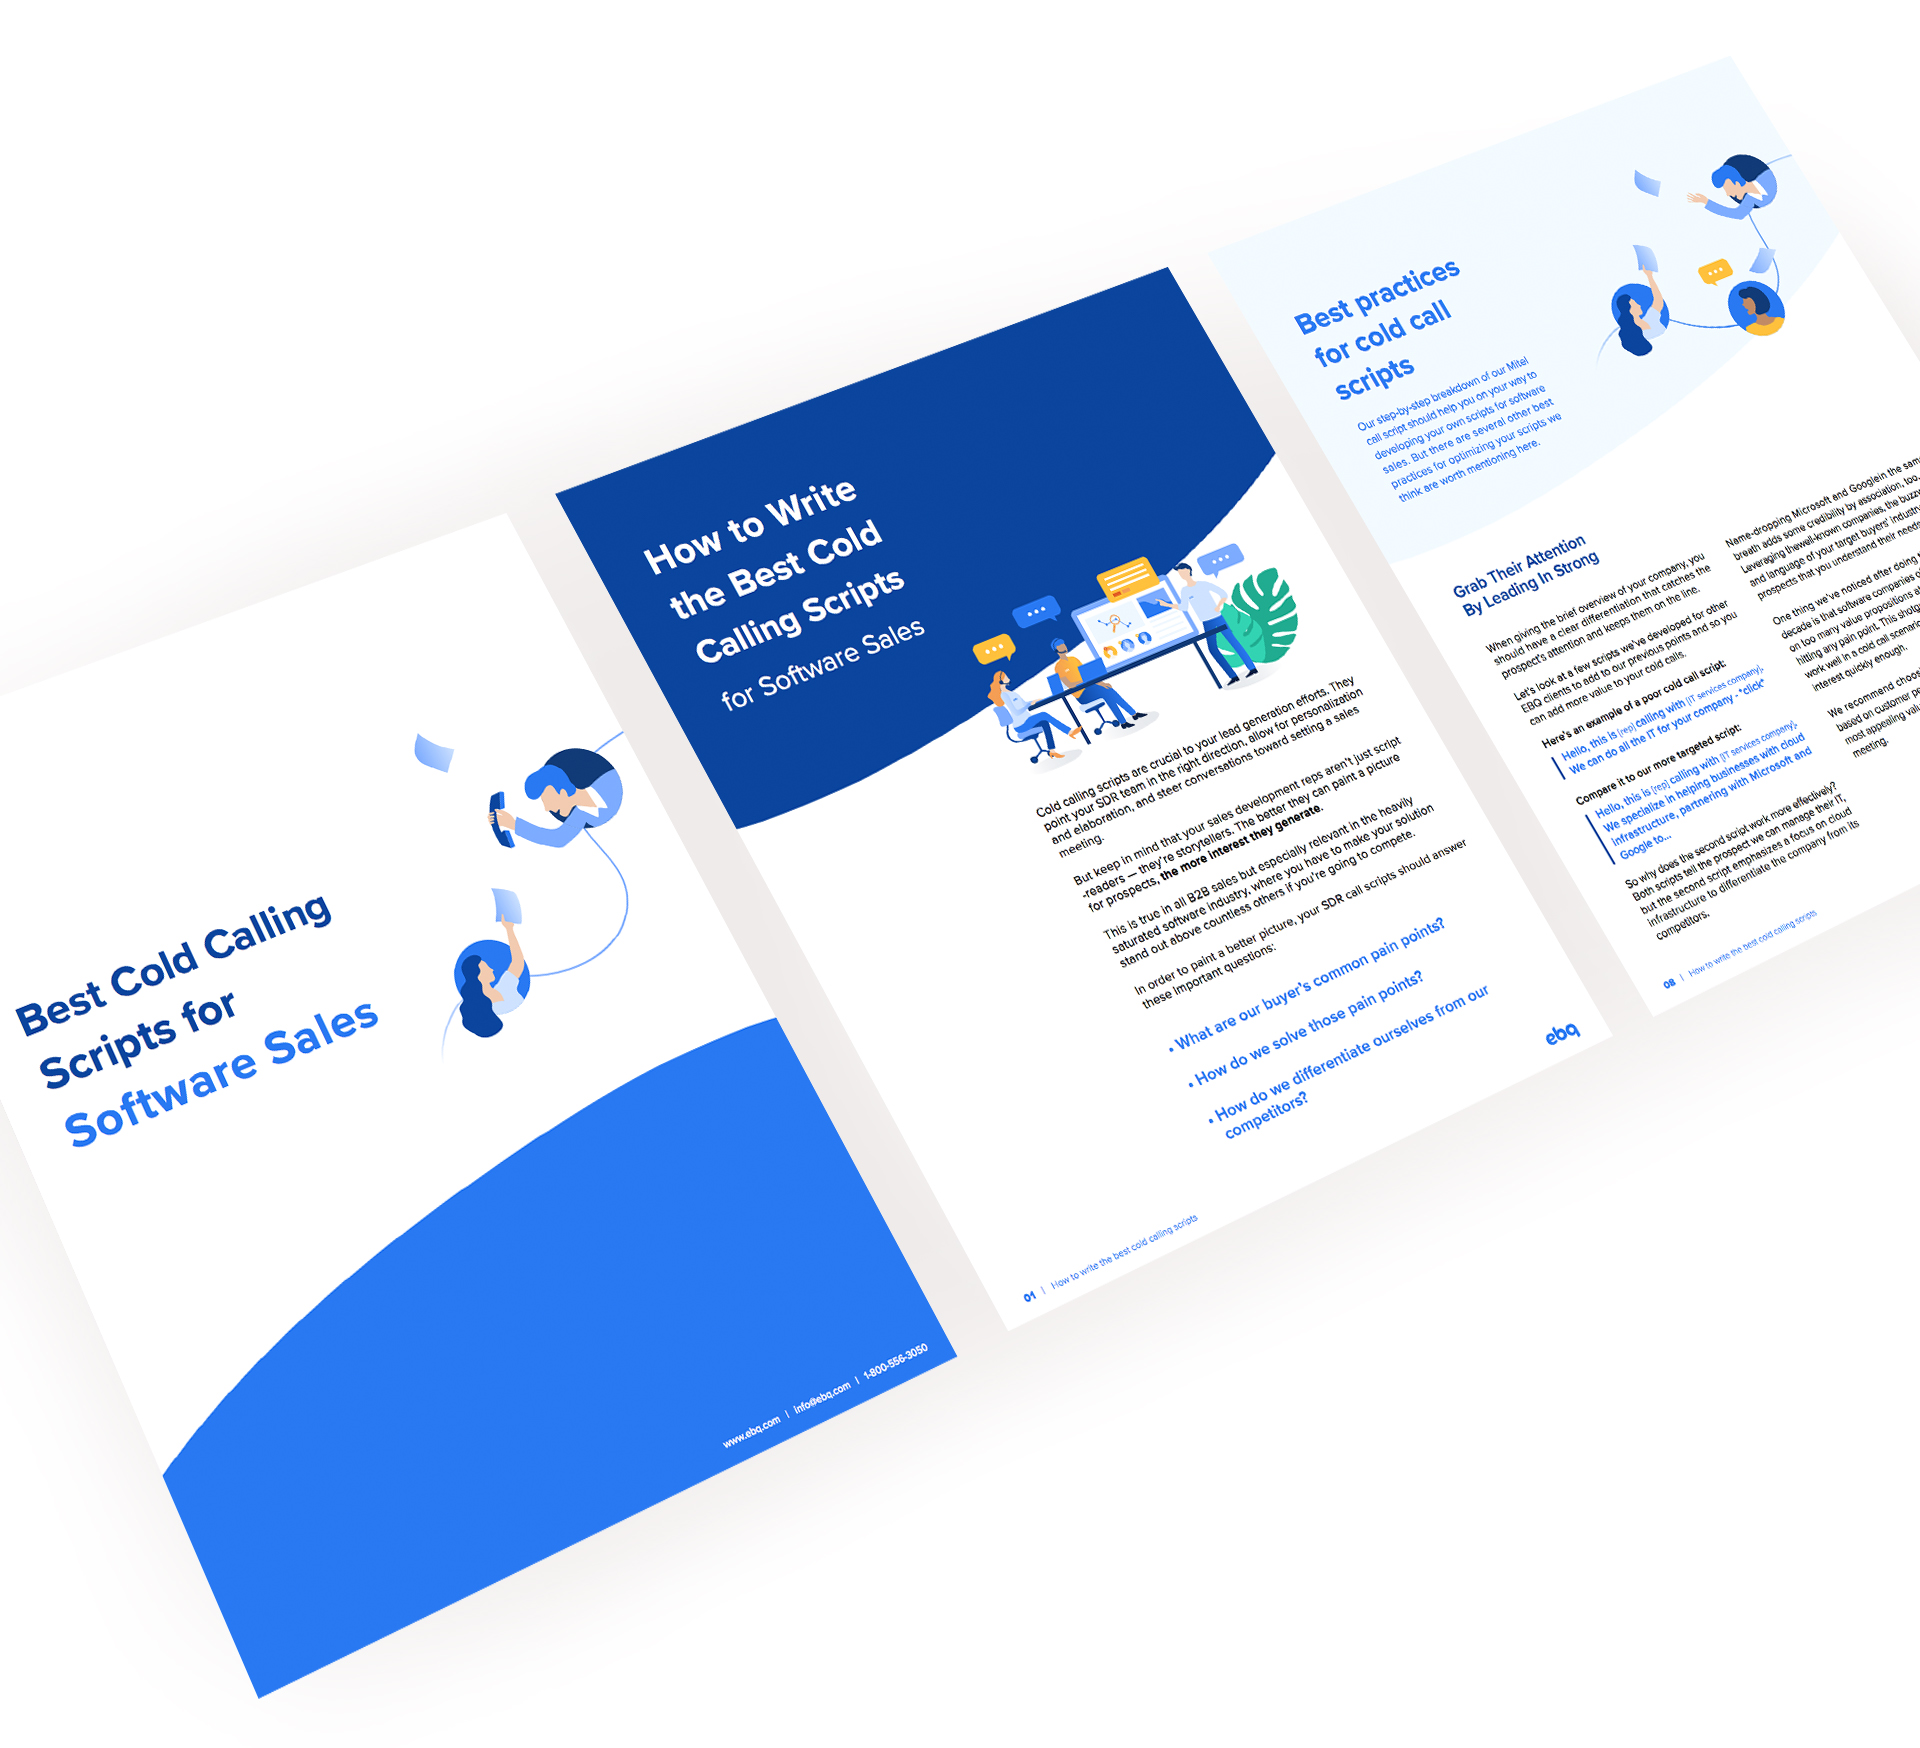 Best Cold Calling
Scripts for
Software Sales
www.ebq.com | info@ebq.com | 1-800-556-3050
How to Write
the Best Cold
Calling Scripts
for Software Sales
Cold calling scripts are crucial to your lead generation efforts. They
point your SDR team in the right direction, allow for personalization
and elaboration, and steer conversations toward setting a sales
meeting.
But keep in mind that your sales development reps aren't just script
-readers — they're storytellers. The better they can paint a picture
for prospects, the more interest they generate.
This is true in all B2B sales but especially relevant in the heavily
saturated software industry, where you have to make your solution
stand out above countless others if you're going to compete.
In order to paint a better picture, your SDR call scripts should answer
these important questions:
• What are our buyer's common pain points?
• How do we solve those pain points?
• How do we differentiate ourselves from our
competitors?
ebq
01 | How to write the best cold calling scripts
Best practices
for cold call
scripts
Our step-by-step breakdown of our Mitel
call script should help you on your way to
developing your own scripts for software
sales. But there are several other best
practices for optimizing your scripts we
think are worth mentioning here.
Grab Their Attention
By Leading In Strong
When giving the brief overview of your company, you
should have a clear differentiation that catches the
prospect's attention and keeps them on the line.
Let's look at a few scripts we've developed for other
EBQ clients to add to our previous points and so you
can add more value to your cold calls.
Here's an example of a poor cold call script:
Hello, this is [rep] calling with [IT services company].
We can do all the IT for your company - *click*
Compare it to our more targeted script:
Hello, this is [rep] calling with [IT services company].
We specialize in helping businesses with cloud
infrastructure, partnering with Microsoft and
Google to...
So why does the second script work more effectively?
Both scripts tell the prospect we can manage their IT,
but the second script emphasizes a focus on cloud
infrastructure to differentiate the company from its
competitors.
Name-dropping Microsoft and Googlein the same
breath adds some credibility by association, too.
Leveraging thewell-known companies, the
and language of your target buyers'
prospects that you understand their
One thing we've noticed after doing
decade is that software companies
on too many value propositions
hitting any pain point. This
work well in a cold call
interest quickly enough.
We recommend
based on customer
most appealing
meeting.
08 | How to write the best cold calling scripts